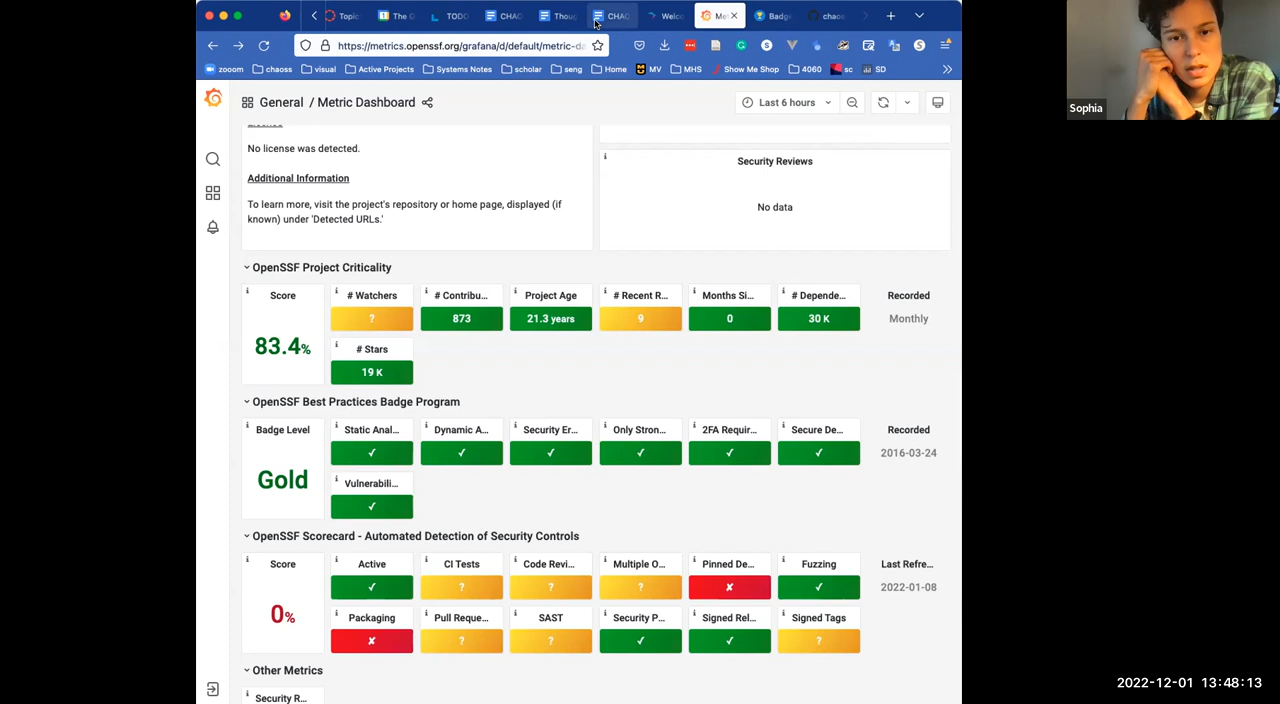 Topic
The G
TODO
CHAO
Thoug
CHAO
Welco
Me
Badg
chaos
https://metrics.openssf.org/grafana/d/default/metric-da
zooom
chaoss
visual
Active Projects
Systems Notes
scholar
seng
Home
MV
MHS
Show Me Shop
4060
sc
SD
General / Metric Dashboard
Last 6 hours
License
No license was detected.
Additional Information
To learn more, visit the project's repository or home page, displayed (if
known) under 'Detected URLs.'
Security Reviews
No data
OpenSSF Project Criticality
Score
83.4%
# Watchers
?
# Contribu...
873
Project Age
21.3 years
# Recent R...
9
Months Si...
0
# Depende...
30 K
Recorded
Monthly
# Stars
19 K
OpenSSF Best Practices Badge Program
Badge Level
Gold
Static Anal...
✓
Dynamic A...
✓
Security Er...
✓
Only Stron...
✓
2FA Requir...
✓
Secure De...
✓
Recorded
2016-03-24
Vulnerabili...
✓
OpenSSF Scorecard - Automated Detection of Security Controls
Score
0%
Active
✓
CI Tests
?
Code Revi...
?
Multiple O...
?
Pinned De...
✗
Fuzzing
✓
Last Refre...
2022-01-08
Packaging
✗
Pull Reque...
?
SAST
?
Security P...
✓
Signed Rel...
✓
Signed Tags
?
Other Metrics
Security R...
Sophia
2022-12-01 13:48:13